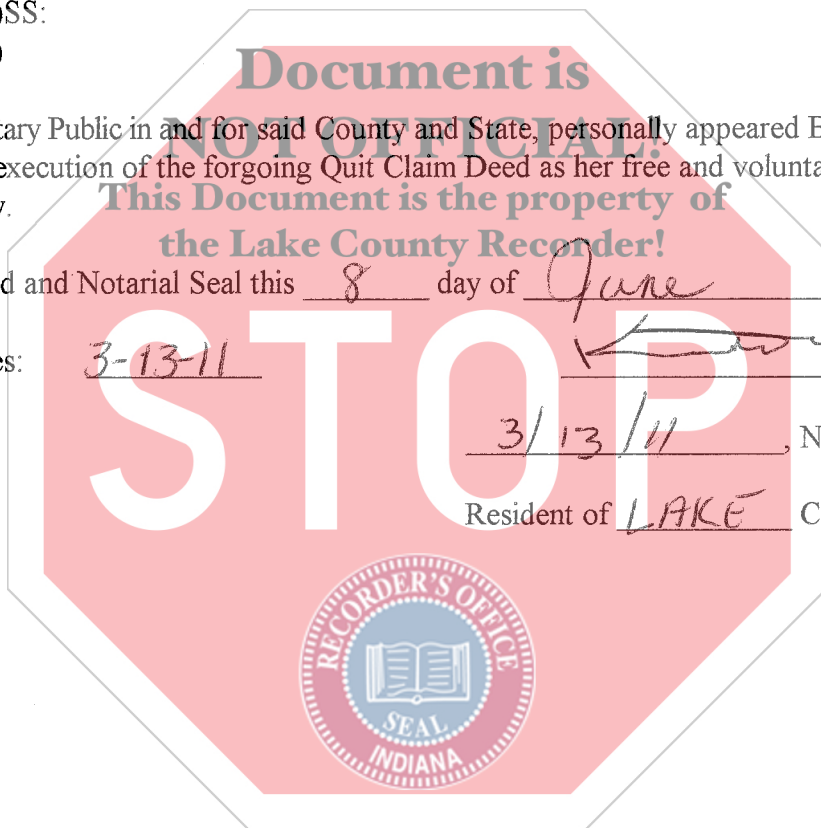 )SS:
)
Document is
tary Public in and for said County and State, personally appeared E
NOT OFFICIAL!
execution of the forgoing Quit Claim Deed as her free and volunta
This Document is the property of
the Lake County Recorder!
d and Notarial Seal this 8 day of June
es: 3-13-11
STOP
3/13/11, N
Resident of LAKE C
RECORDER'S OFFICE
SEAL
INDIANA